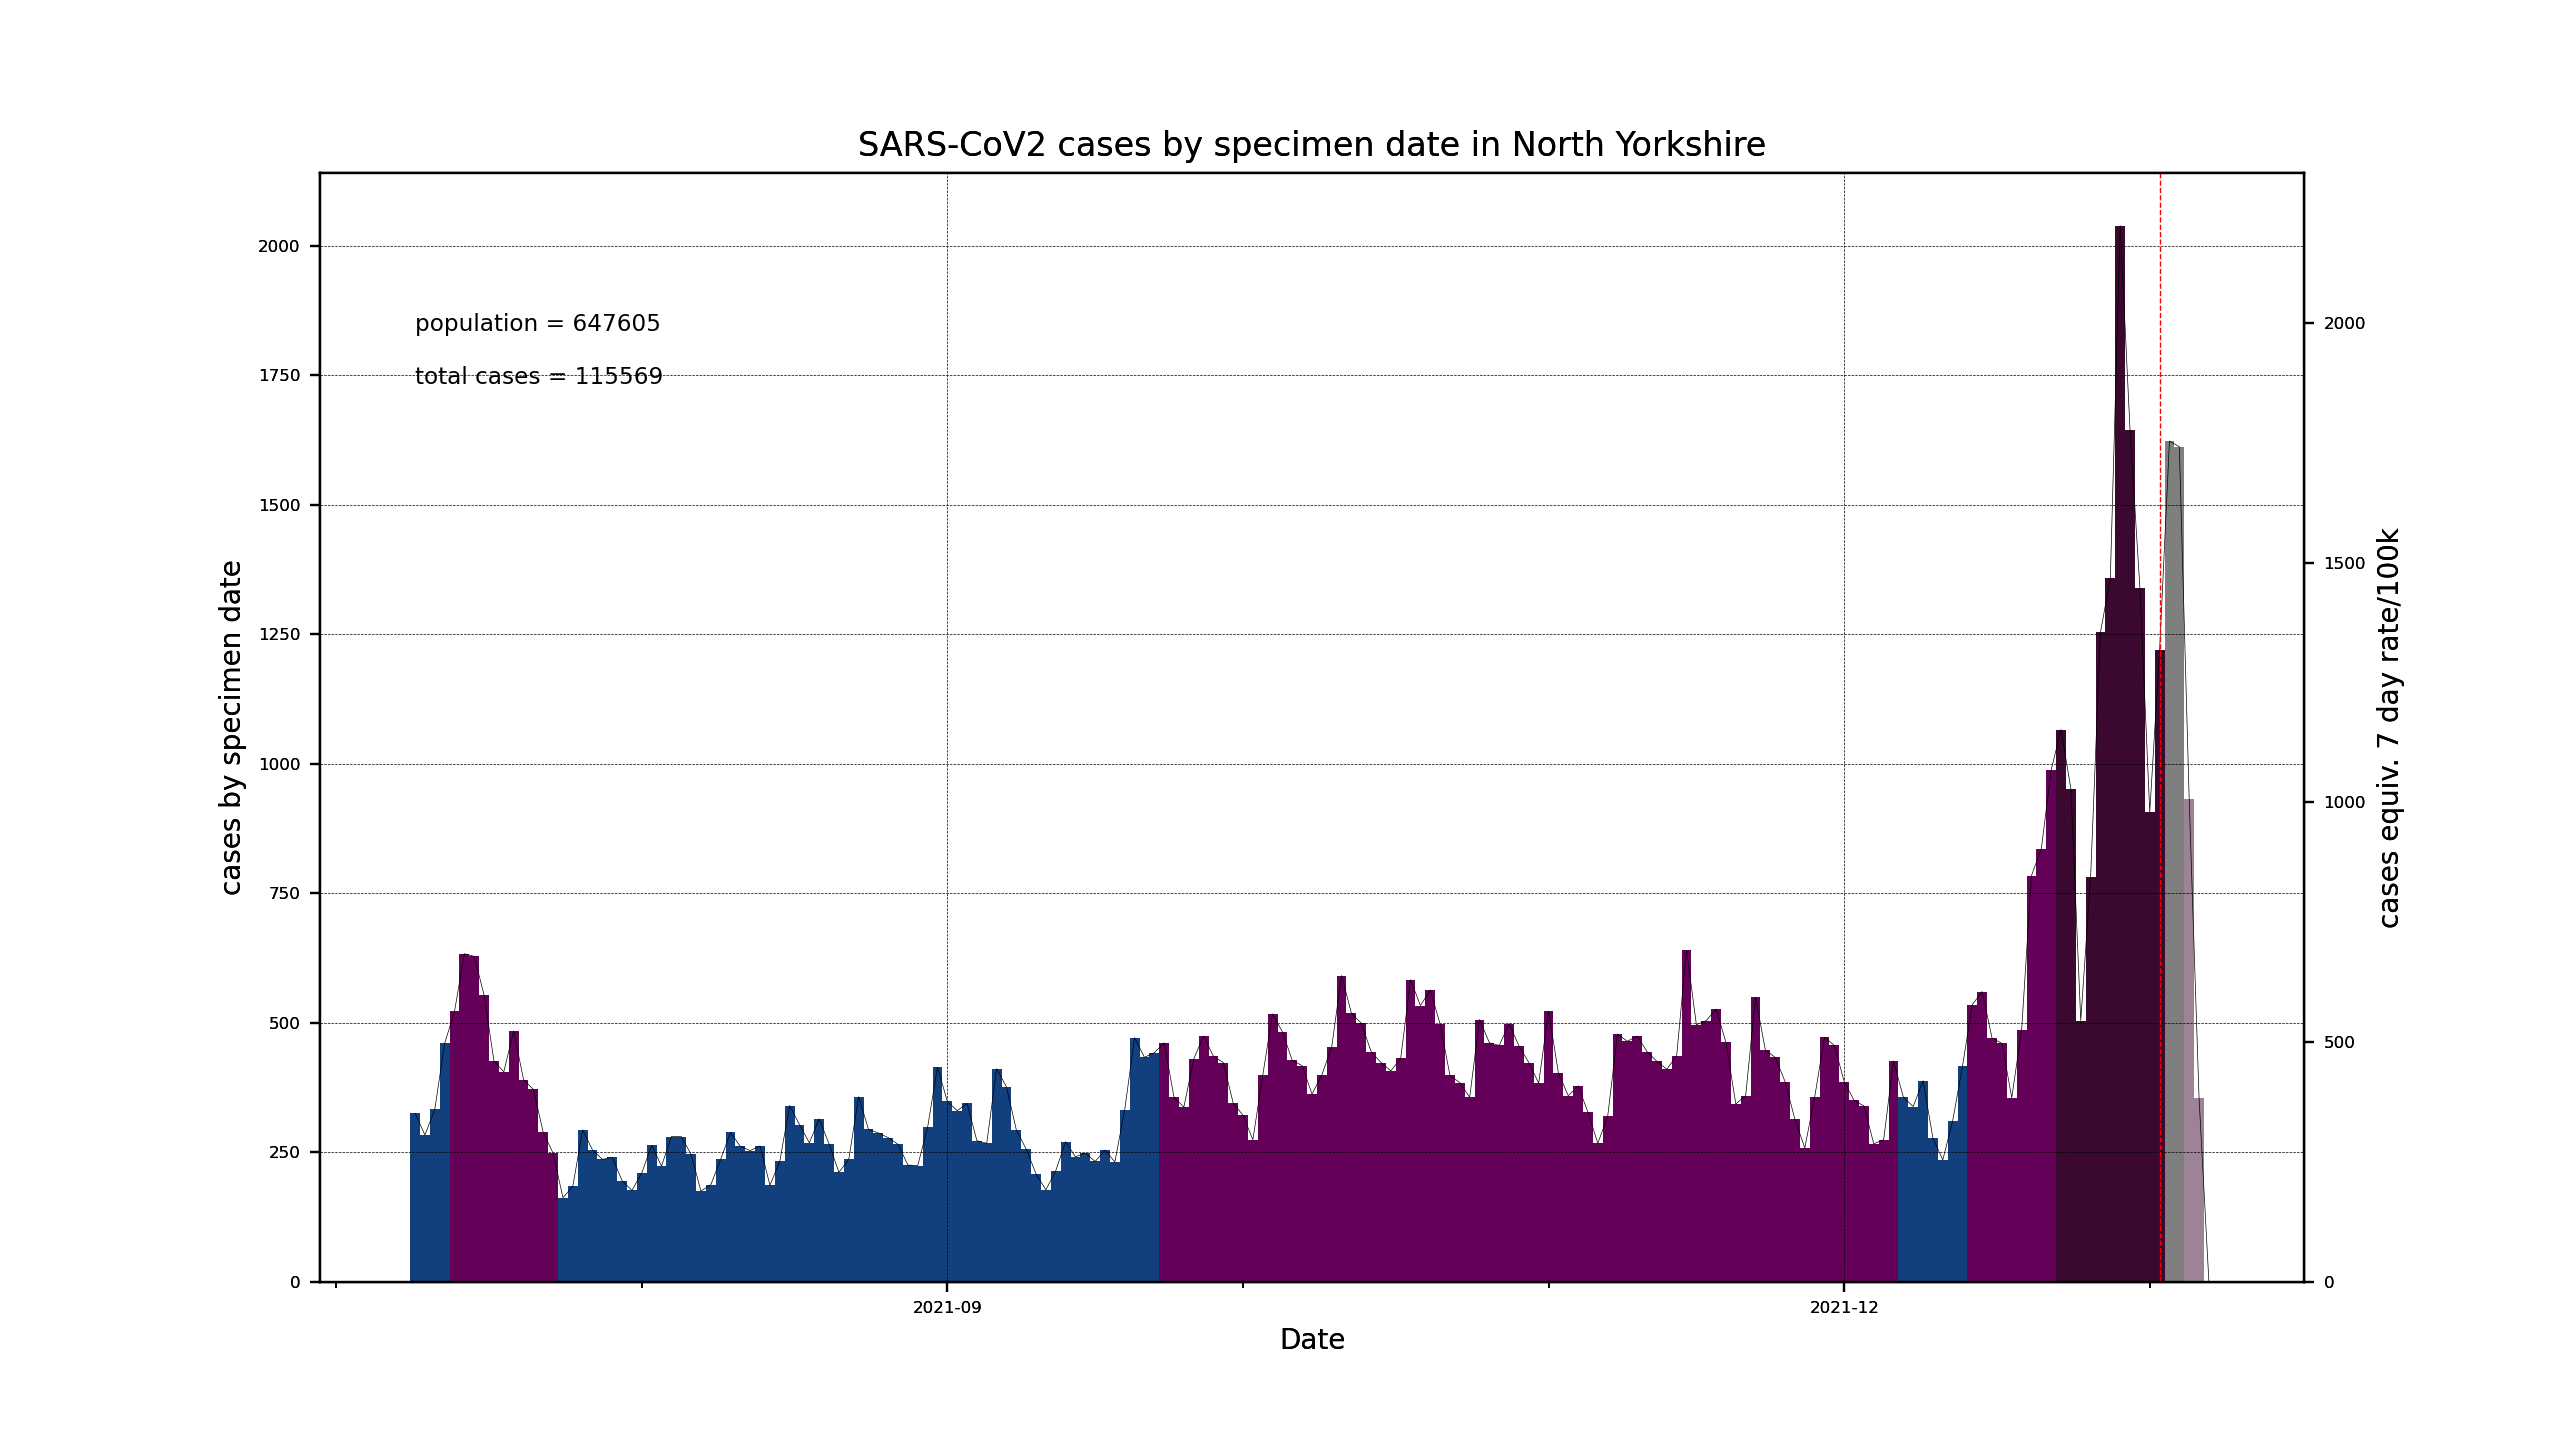 SARS-CoV2 cases by specimen date in North Yorkshire
population = 647605
total cases = 115569
cases by specimen date
2000
1750
1500
1250
1000
750
500
250
0
2000
1500
1000
500
0
cases equiv. 7 day rate/100k
2021-09
2021-12
Date